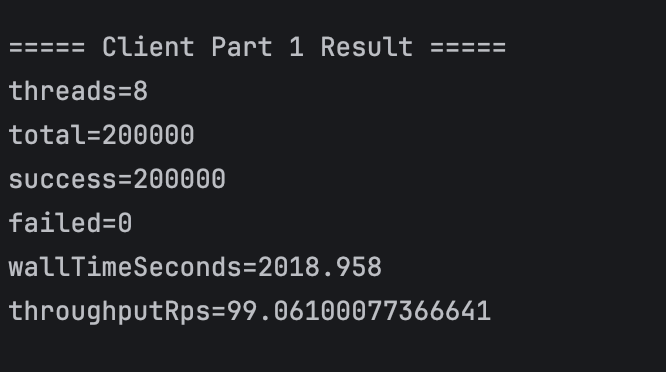 ===== Client Part 1 Result =====
threads=8
total=200000
success=200000
failed=0
wallTimeSeconds=2018.958
throughputRps=99.06100077366641